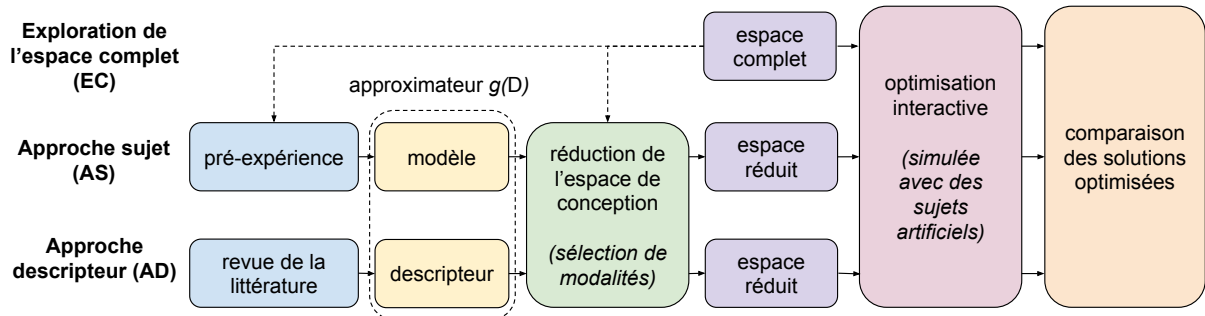 Exploration de
l'espace complet
(EC)
espace
complet
approximateur g(D)
optimisation
interactive
(simulée
avec des
sujets
artificiels)
comparaison
des solutions
optimisées
Approche sujet
(AS)
pré-expérience
modèle
réduction de
l'espace de
conception
(sélection de
modalités)
espace
réduit
Approche
descripteur (AD)
revue de la
littérature
descripteur
espace
réduit